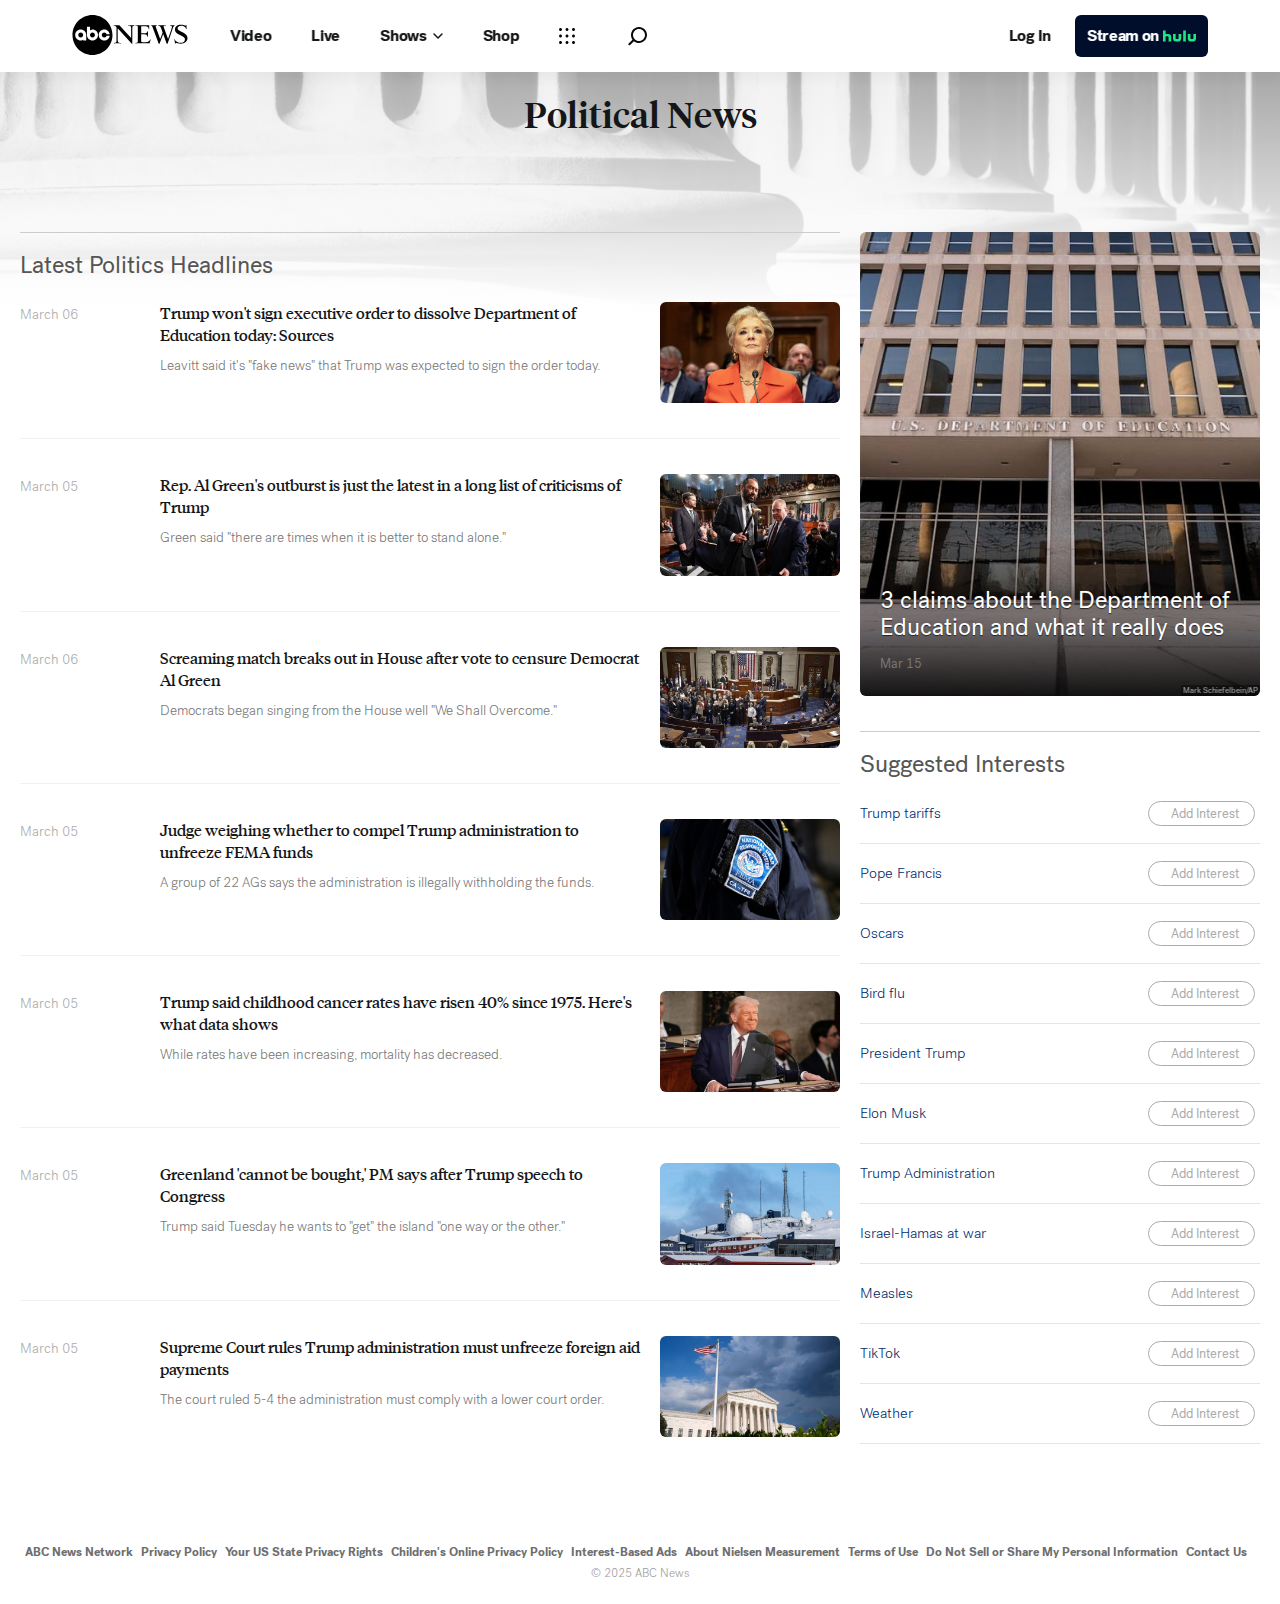 abc NEWS
Video
Live
Shows
Shop
Log In
Stream on hulu
Political News
Latest Politics Headlines
March 06
Trump won't sign executive order to dissolve Department of
Education today: Sources
Leavitt said it's "fake news" that Trump was expected to sign the order today.
March 05
Rep. Al Green's outburst is just the latest in a long list of criticisms of
Trump
Green said "there are times when it is better to stand alone."
March 06
Screaming match breaks out in House after vote to censure Democrat
Al Green
Democrats began singing from the House well "We Shall Overcome."
March 05
Judge weighing whether to compel Trump administration to
unfreeze FEMA funds
A group of 22 AGs says the administration is illegally withholding the funds.
March 05
Trump said childhood cancer rates have risen 40% since 1975. Here's
what data shows
While rates have been increasing, mortality has decreased.
March 05
Greenland 'cannot be bought,' PM says after Trump speech to
Congress
Trump said Tuesday he wants to "get" the island "one way or the other."
March 05
Supreme Court rules Trump administration must unfreeze foreign aid
payments
The court ruled 5-4 the administration must comply with a lower court order.
U.S. DEPARTMENT OF EDUCATION
3 claims about the Department of
Education and what it really does
Mar 15
Mark Schiefelbein/AP
Suggested Interests
Trump tariffs
Add Interest
Pope Francis
Add Interest
Oscars
Add Interest
Bird flu
Add Interest
President Trump
Add Interest
Elon Musk
Add Interest
Trump Administration
Add Interest
Israel-Hamas at war
Add Interest
Measles
Add Interest
TikTok
Add Interest
Weather
Add Interest
ABC News Network Privacy Policy Your US State Privacy Rights Children's Online Privacy Policy Interest-Based Ads About Nielsen Measurement Terms of Use Do Not Sell or Share My Personal Information Contact Us
© 2025 ABC News